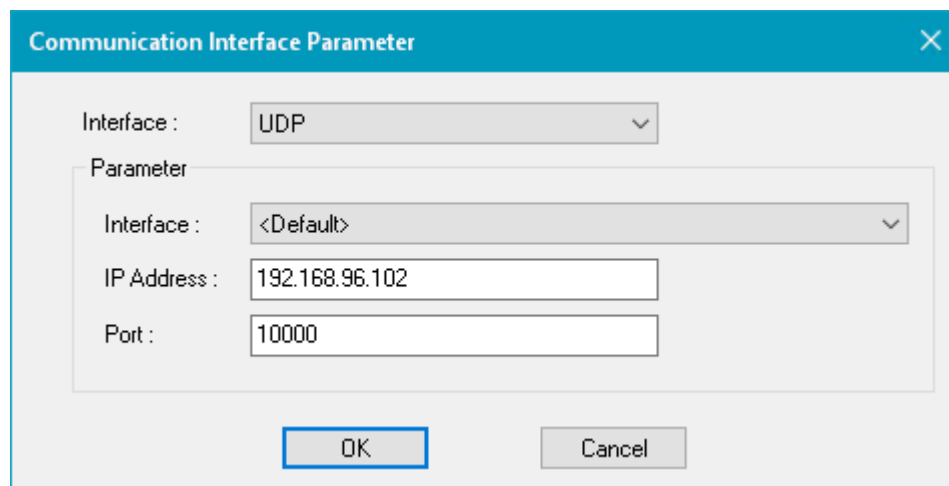 Communication Interface Parameter
Interface : UDP
Parameter
Interface : <Default>
IP Address : 192.168.96.102
Port : 10000
OK Cancel